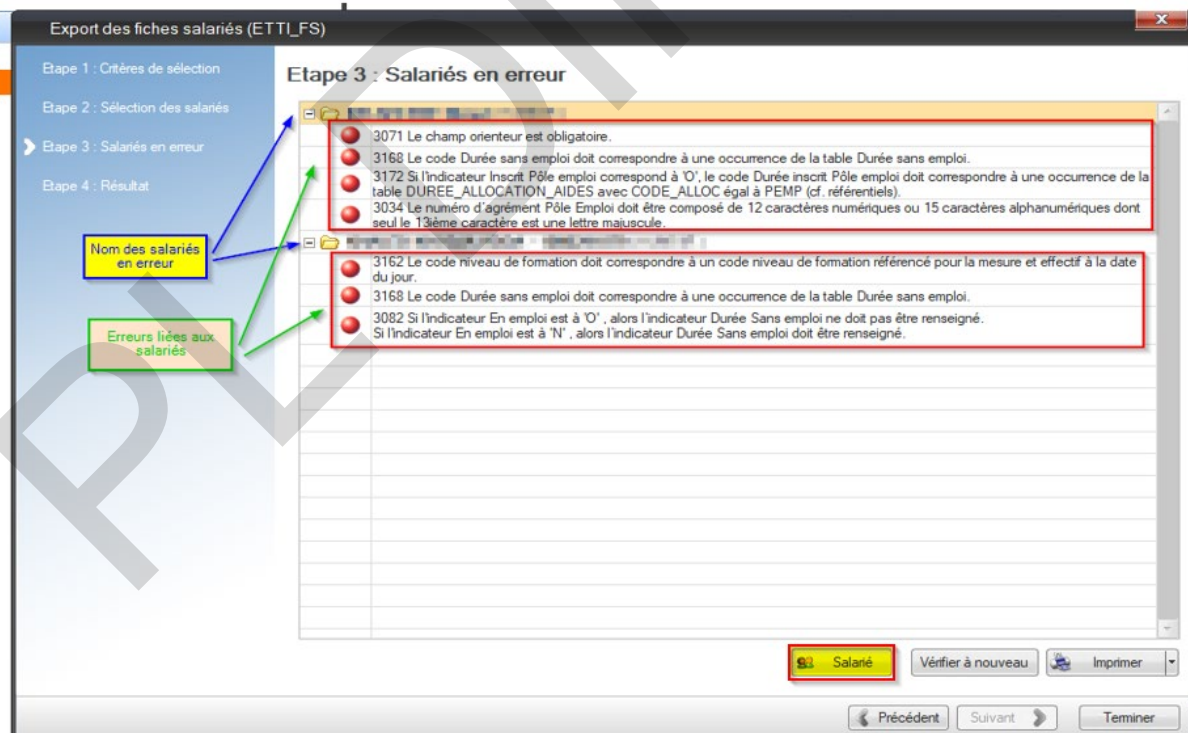 Export des fiches salariés (ETTI_FS)
Etape 1 : Critères de sélection
Etape 2 : Sélection des salariés
Etape 3 : Salariés en erreur
Etape 4 : Résultat
Nom des salariés
en erreur
Erreurs liées aux
salariés
Etape 3 : Salariés en erreur
3071 Le champ orienteur est obligatoire.
3168 Le code Durée sans emploi doit correspondre à une occurrence de la table Durée sans emploi.
3172 Si l'indicateur Inscrit Pôle emploi correspond à 'O', le code Durée inscrit Pôle emploi doit correspondre à une occurrence de la
table DUREE_ALLOCATION_AIDES avec CODE_ALLOC égal à PEMP (cf. référentiels).
3034 Le numéro d'agrément Pôle Emploi doit être composé de 12 caractères numériques ou 15 caractères alphanumériques dont
seul le 13ième caractère est une lettre majuscule.
3162 Le code niveau de formation doit correspondre à un code niveau de formation référencé pour la mesure et effectif à la date
du jour.
3168 Le code Durée sans emploi doit correspondre à une occurrence de la table Durée sans emploi.
3082 Si l'indicateur En emploi est à 'O' , alors l'indicateur Durée Sans emploi ne doit pas être renseigné.
Si l'indicateur En emploi est à 'N' , alors l'indicateur Durée Sans emploi doit être renseigné.
Salarié
Vérifier à nouveau
Imprimer
Précédent
Suivant
Terminer